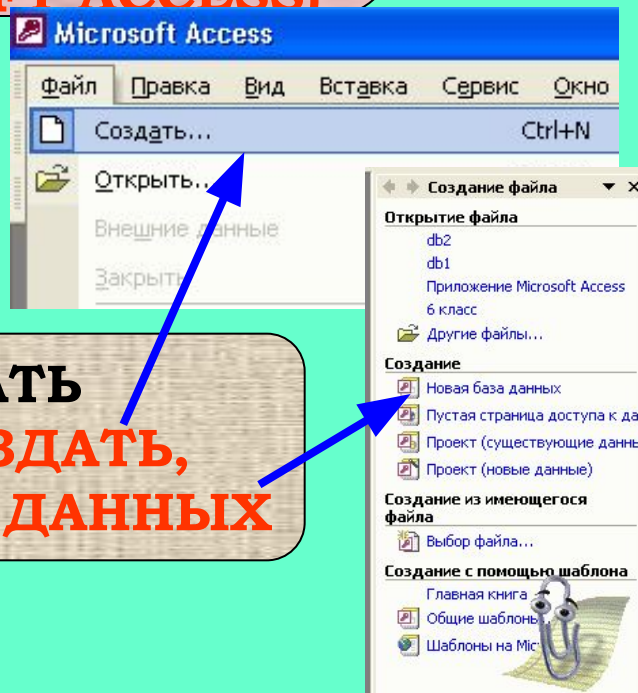 ACCESS.
Microsoft Access
Файл Правка Вид Вставка Сервис Окно
Создать... Ctrl+N
Открыть...
Внешние данные
Закрыть
Создание файла
Открытие файла
db2
db1
Приложение Microsoft Access
6 класс
Другие файлы...
Создание
Новая база данных
Пустая страница доступа к да
Проект (существующие данны
Проект (новые данные)
Создание из имеющегося
файла
Выбор файла...
Создание с помощью шаблона
Главная книга
Общие шаблоны
Шаблоны на Mic
АТЬ
ЗДАТЬ,
ДАННЫХ